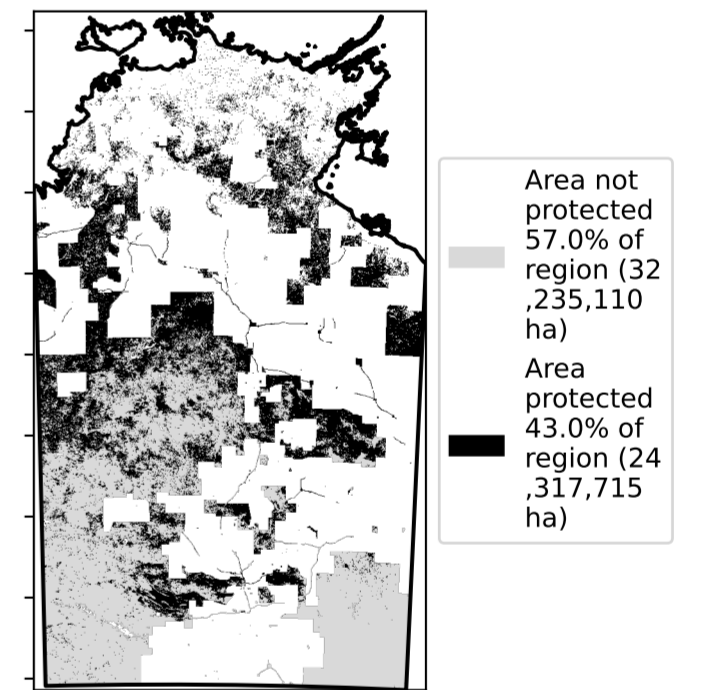 Area not
protected
57.0% of
region (32
,235,110
ha)
Area
protected
43.0% of
region (24
,317,715
ha)